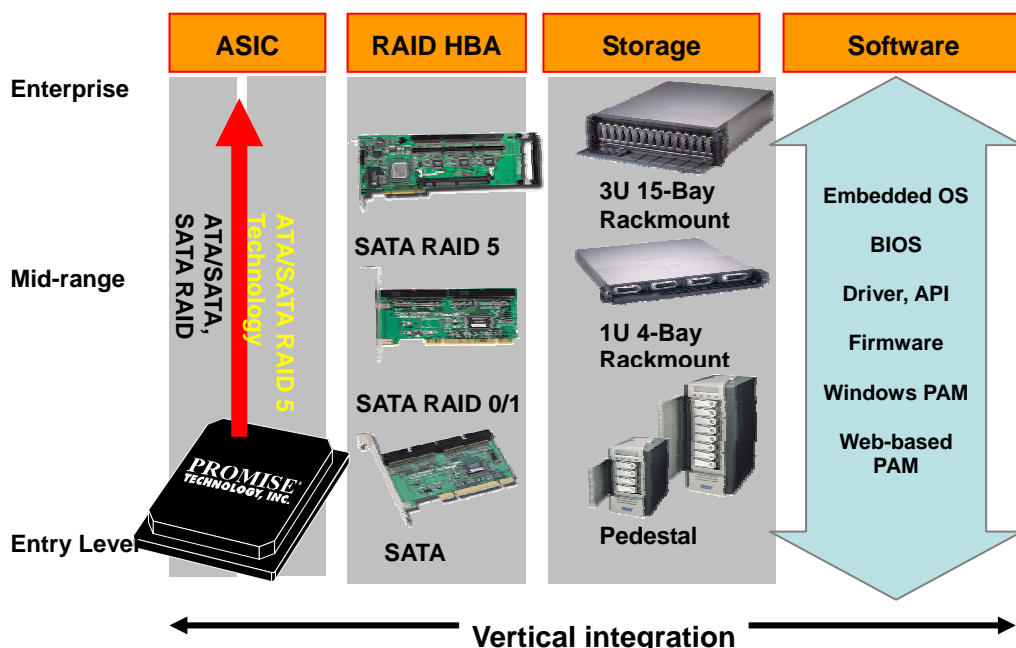 ASIC
RAID HBA
Storage
Software
Enterprise
Mid-range
Entry Level
ATA/SATA,
SATA RAID
ATA/SATA RAID 5
Technology
PROMISE
TECHNOLOGY, INC.
SATA RAID 5
SATA RAID 0/1
SATA
3U 15-Bay
Rackmount
1U 4-Bay
Rackmount
Pedestal
Embedded OS
BIOS
Driver, API
Firmware
Windows PAM
Web-based
PAM
Vertical integration